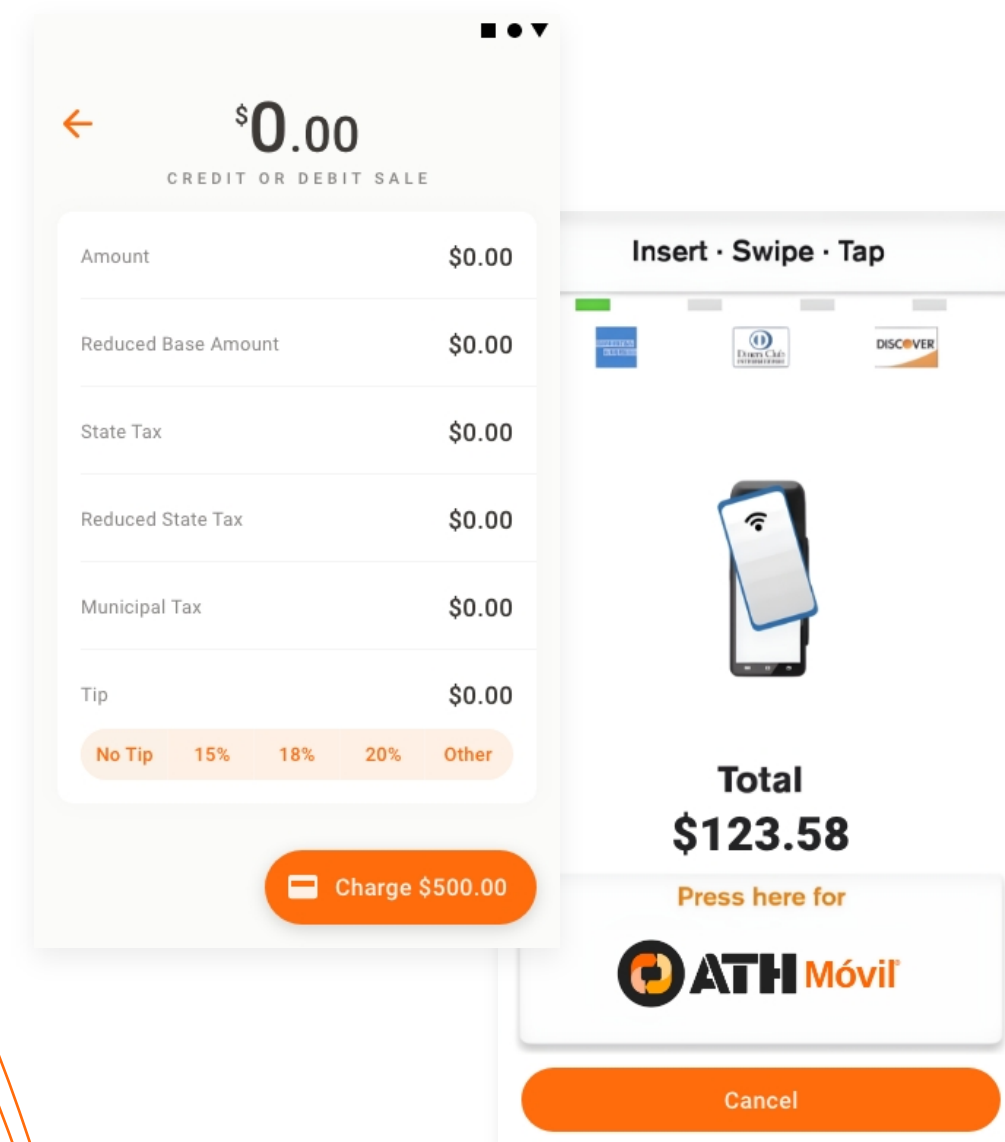 $0.00
CREDIT OR DEBIT SALE
Amount $0.00
Reduced Base Amount $0.00
State Tax $0.00
Reduced State Tax $0.00
Municipal Tax $0.00
Tip $0.00
No Tip 15% 18% 20% Other
Charge $500.00
Insert · Swipe · Tap
Diners Club DISCOVER
Total
$123.58
Press here for
ATH Móvil
Cancel